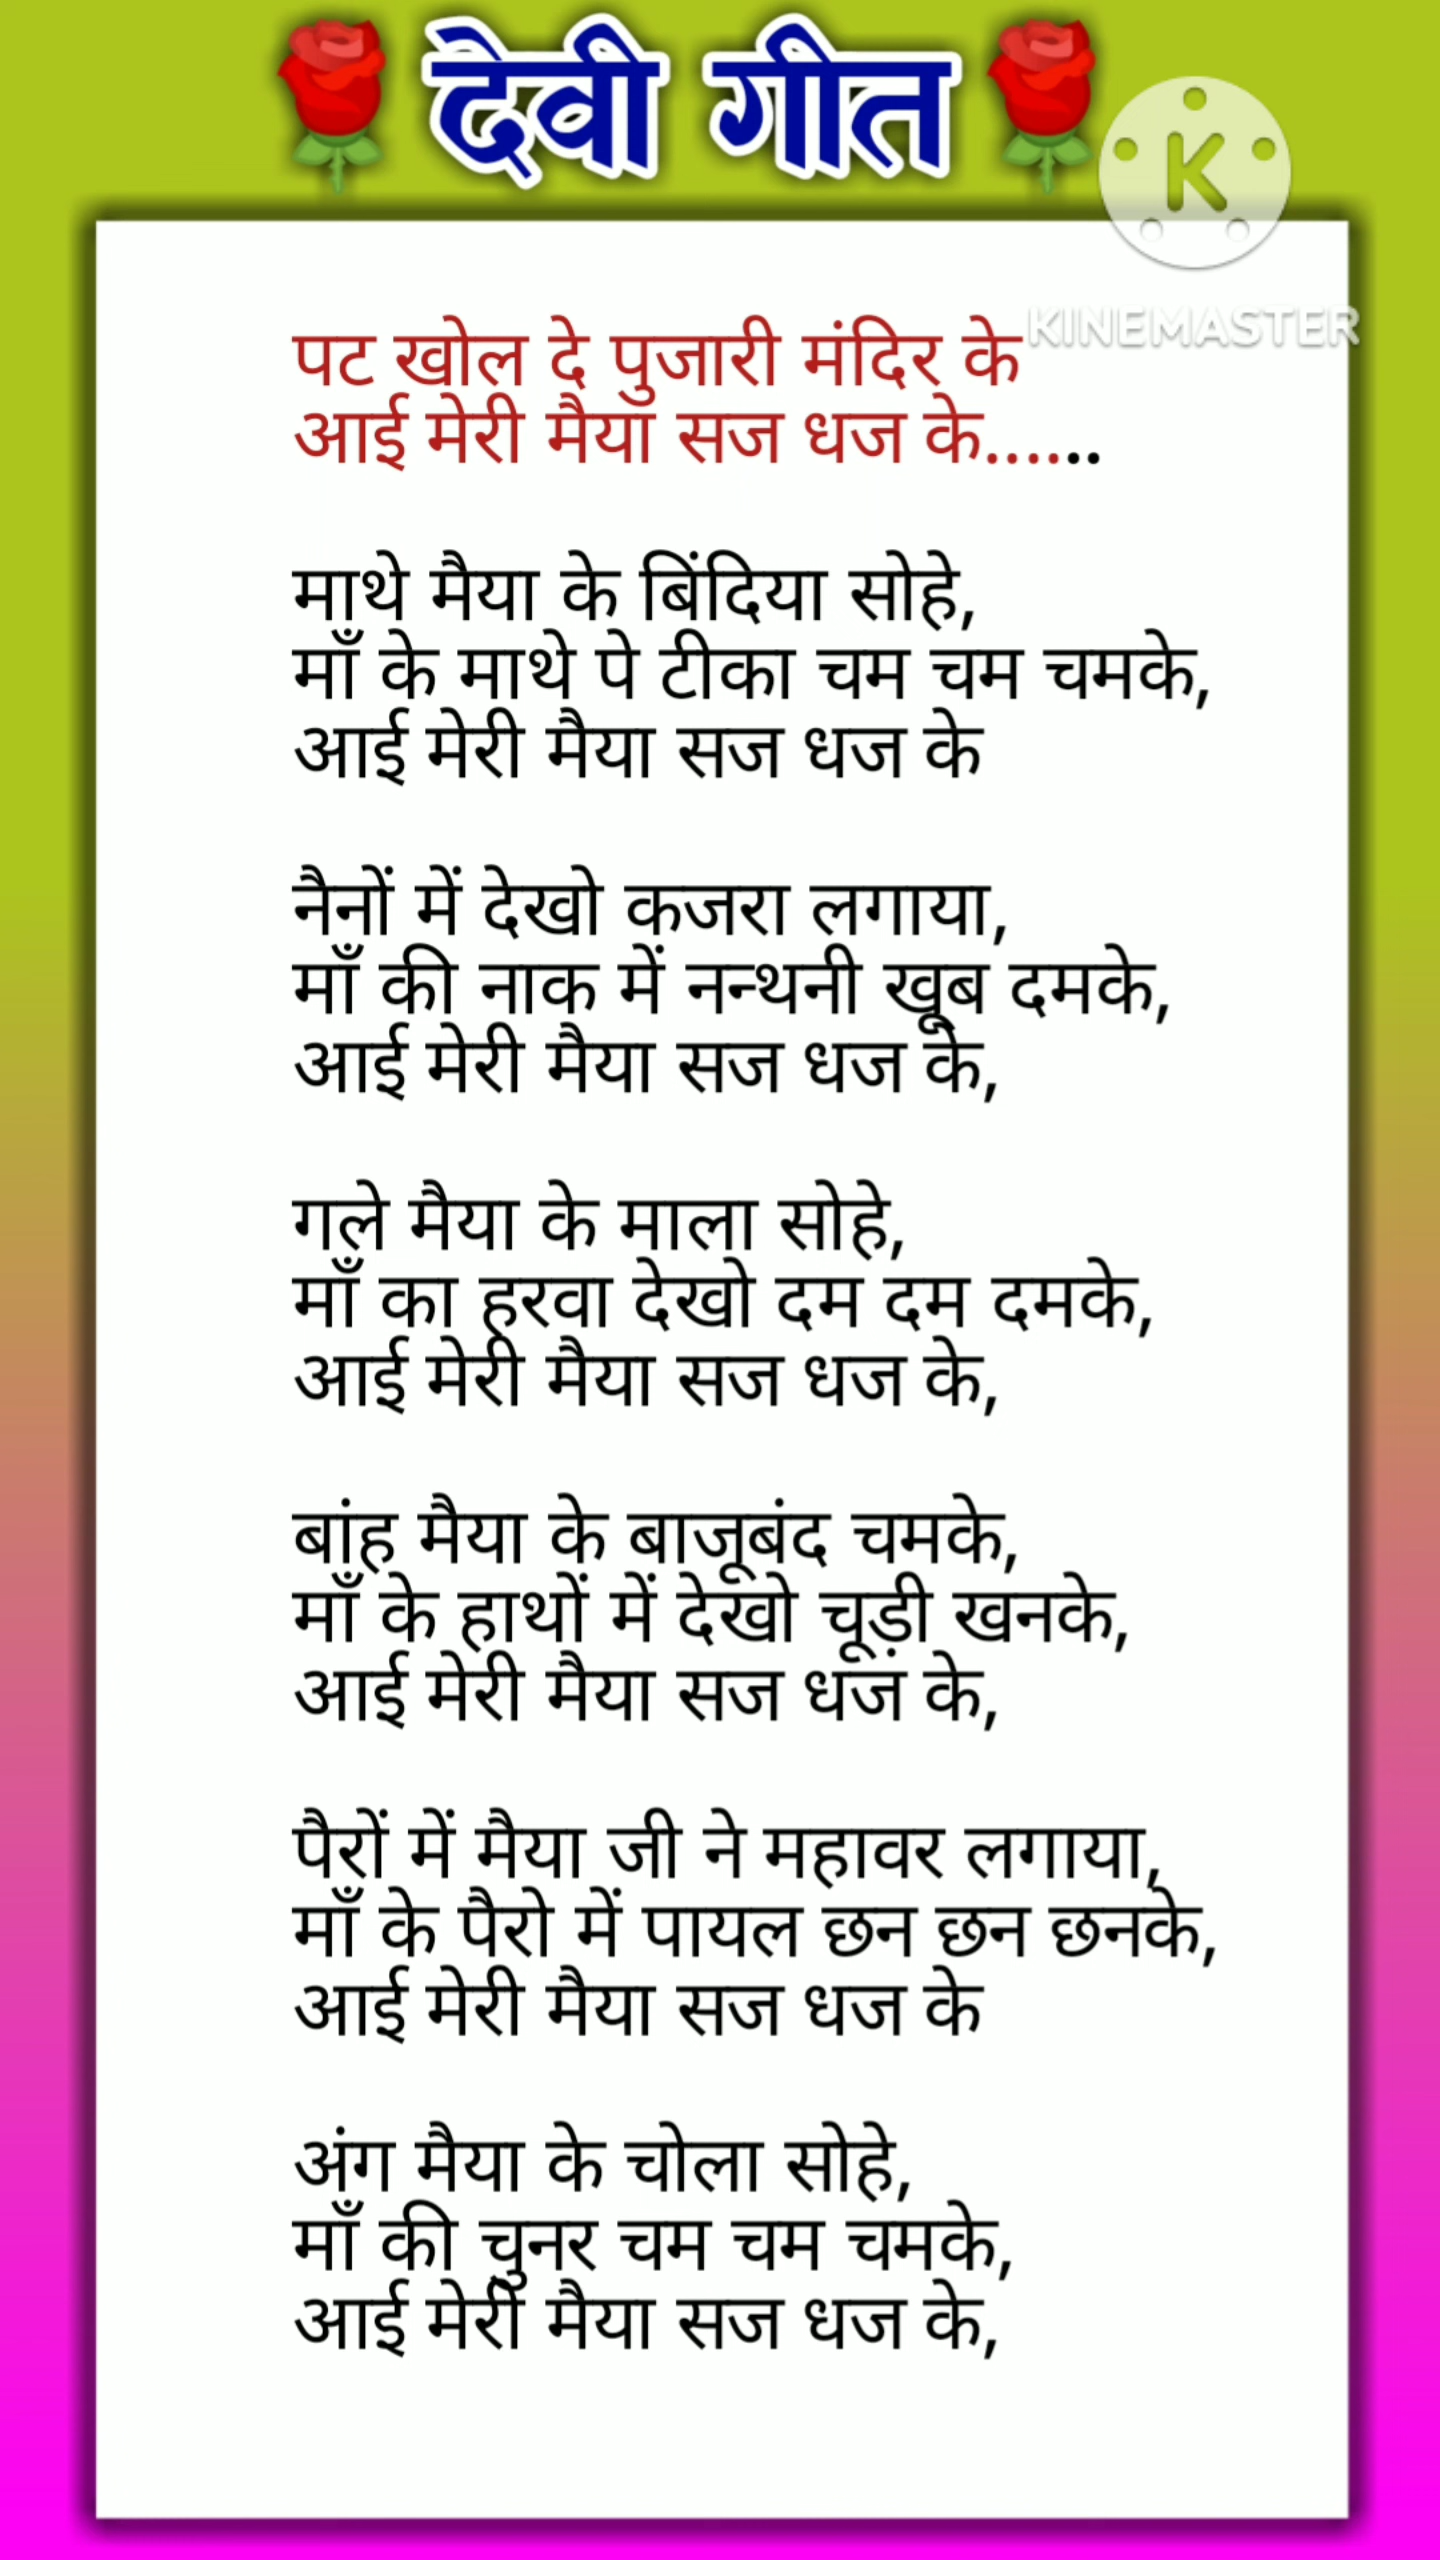 देवी गीत
KINEMASTER
पट खोल दे पुजारी मंदिर के
आई मेरी मैया सज धज के......
माथे मैया के बिंदिया सोहे,
माँ के माथे पे टीका चम चम चमके,
आई मेरी मैया सज धज के
नैनों में देखो कजरा लगाया,
माँ की नाक में नन्थनी खूब दमके,
आई मेरी मैया सज धज के,
गले मैया के माला सोहे,
माँ का हरवा देखो दम दम दमके,
आई मेरी मैया सज धज के,
बांह मैया के बाजूबंद चमके,
माँ के हाथों में देखो चूड़ी खनके,
आई मेरी मैया सज धज के,
पैरों में मैया जी ने महावर लगाया,
माँ के पैरो में पायल छन छन छनके,
आई मेरी मैया सज धज के
अंग मैया के चोला सोहे,
माँ की चुनर चम चम चमके,
आई मेरी मैया सज धज के,